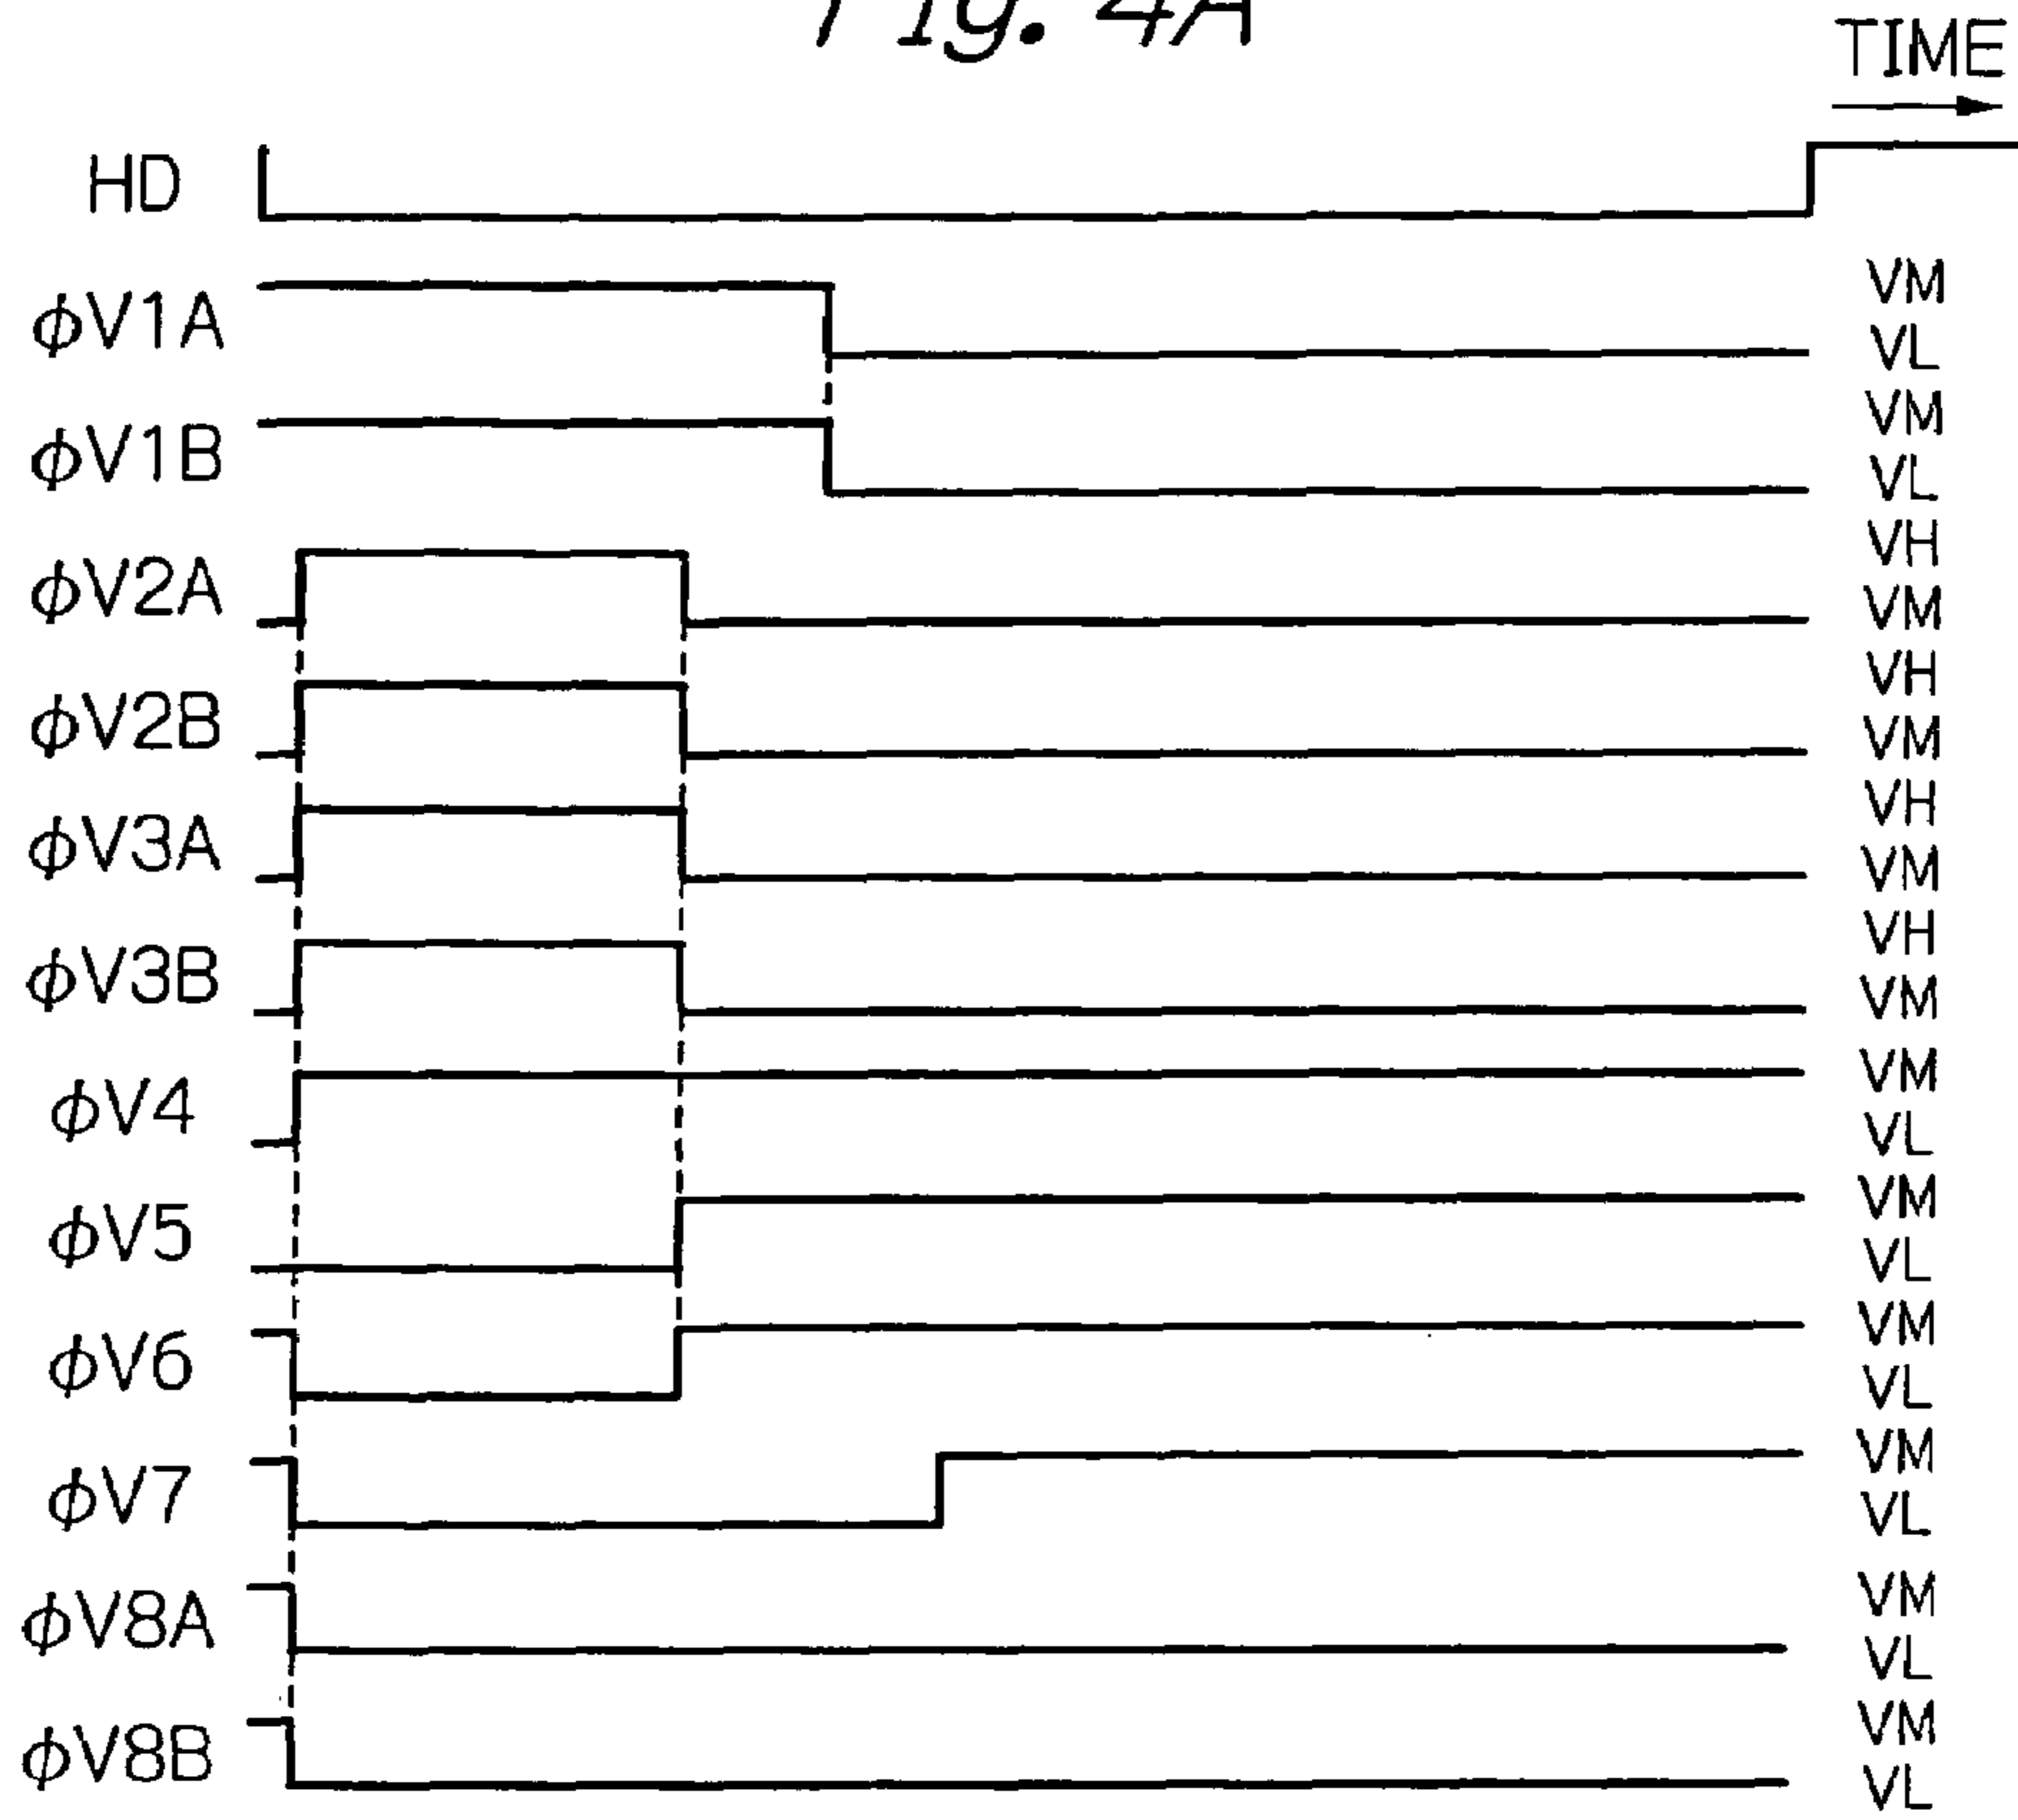 Fig. 4A
TIME
HD
ϕV1A VM
VL
ϕV1B VM
VL
ϕV2A VH
VM
ϕV2B VH
VM
ϕV3A VH
VM
ϕV3B VH
VM
ϕV4 VM
VL
ϕV5 VM
VL
ϕV6 VM
VL
ϕV7 VM
VL
ϕV8A VM
VL
ϕV8B VM
VL